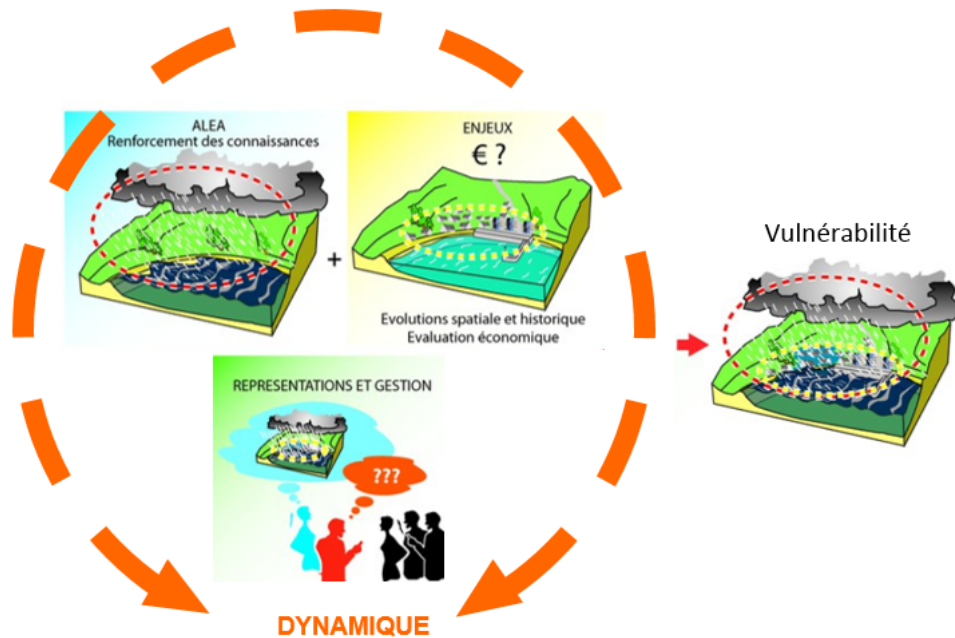 ALEA
Renforcement des connaissances
ENJEUX
€ ?
+
Evolutions spatiale et historique
Evaluation économique
Vulnérabilité
REPRESENTATIONS ET GESTION
???
DYNAMIQUE